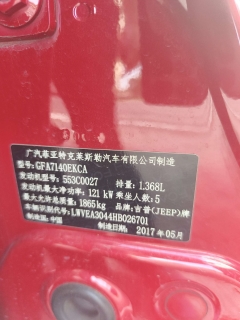 广汽菲亚特克莱斯勒汽车有限公司制造
型号: GFA7140EKCA
发动机型号: 553C0027 排量: 1.368L
发动机最大净功率: 121 kW 乘坐人数: 5
最大允许总质量: 1865kg 品牌: 吉普(JEEP)牌
车辆识别代号: LWVEA3044HB026701
制造国: 中国 制造日期: 2017 年 05月